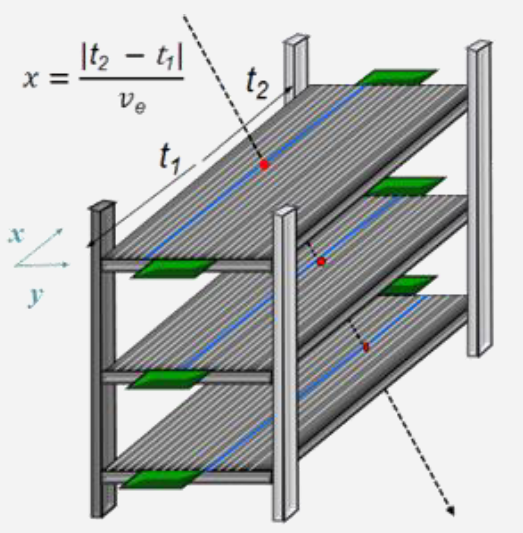 x = |t₂ − t₁| / vₑ
t₂
t₁
x
y